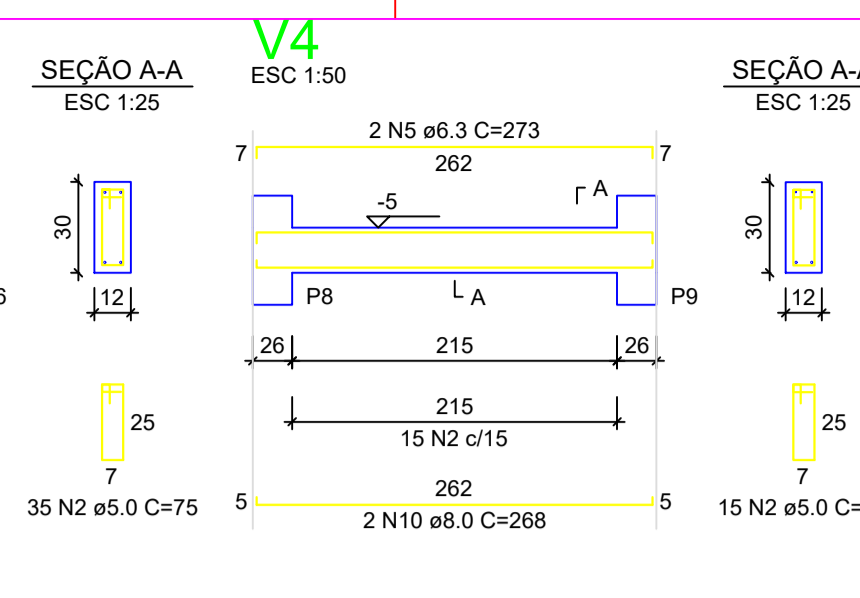 V4
SEÇÃO A-A
ESC 1:25
ESC 1:50
SEÇÃO A-A
ESC 1:25
2 N5 ø6.3 C=273
7
7
262
A
-5
30
30
6
12
P8
A
P9
12
26
215
26
215
25
15 N2 c/15
25
7
7
262
5
5
35 N2 ø5.0 C=75
2 N10 ø8.0 C=268
15 N2 ø5.0 C=